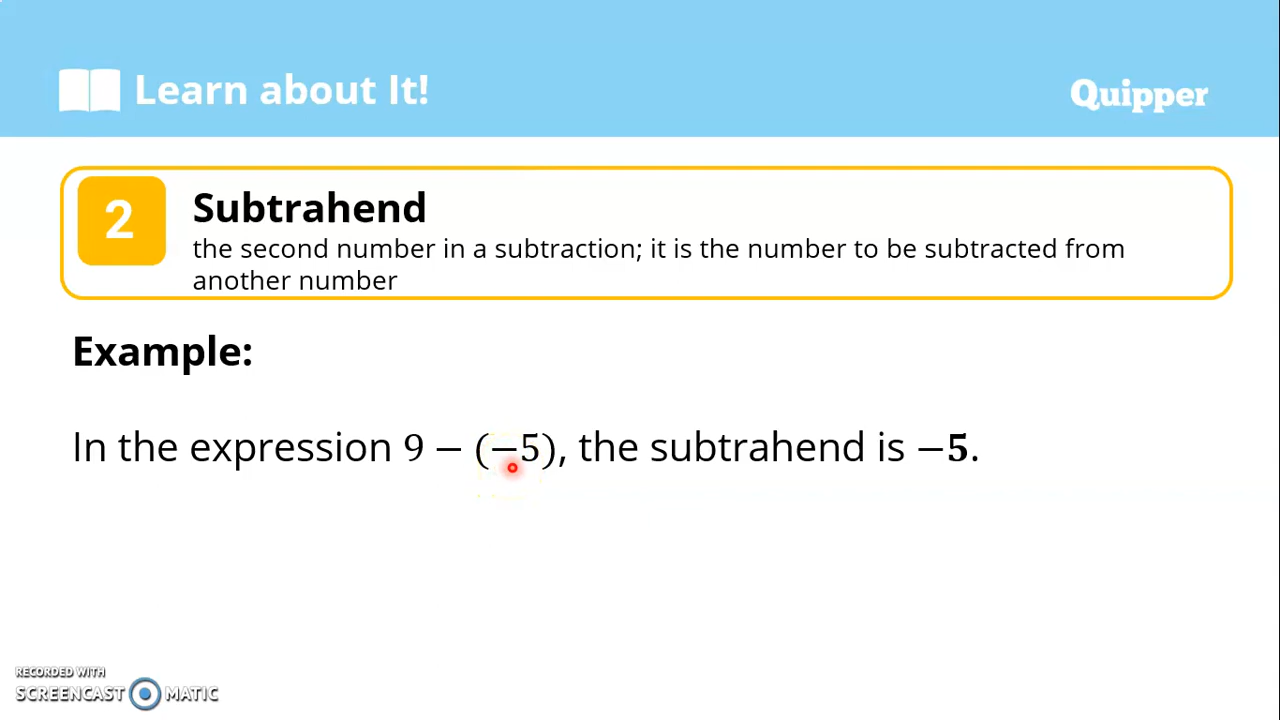 Learn about It!
Quipper
2
Subtrahend
the second number in a subtraction; it is the number to be subtracted from
another number
Example:
In the expression 9 − (−5), the subtrahend is −5.
RECORDED WITH
SCREENCAST MATIC